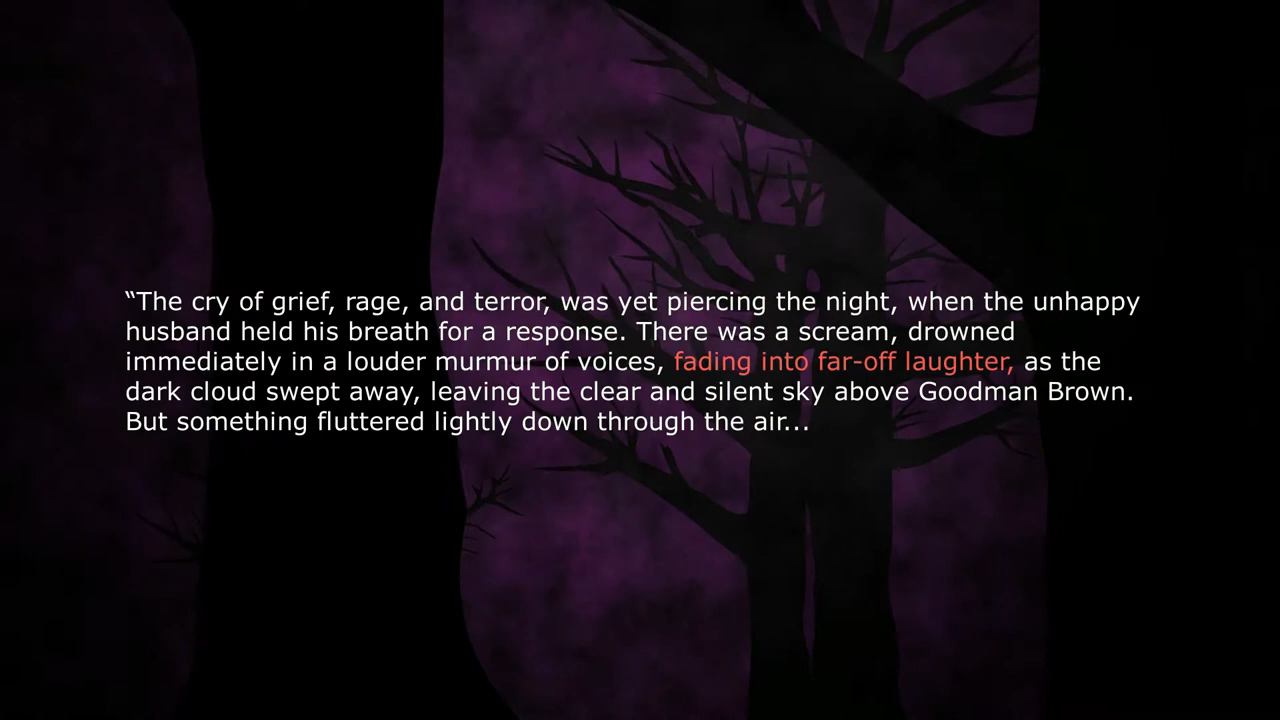 “The cry of grief, rage, and terror, was yet piercing the night, when the unhappy
husband held his breath for a response. There was a scream, drowned
immediately in a louder murmur of voices, fading into far-off laughter, as the
dark cloud swept away, leaving the clear and silent sky above Goodman Brown.
But something fluttered lightly down through the air...